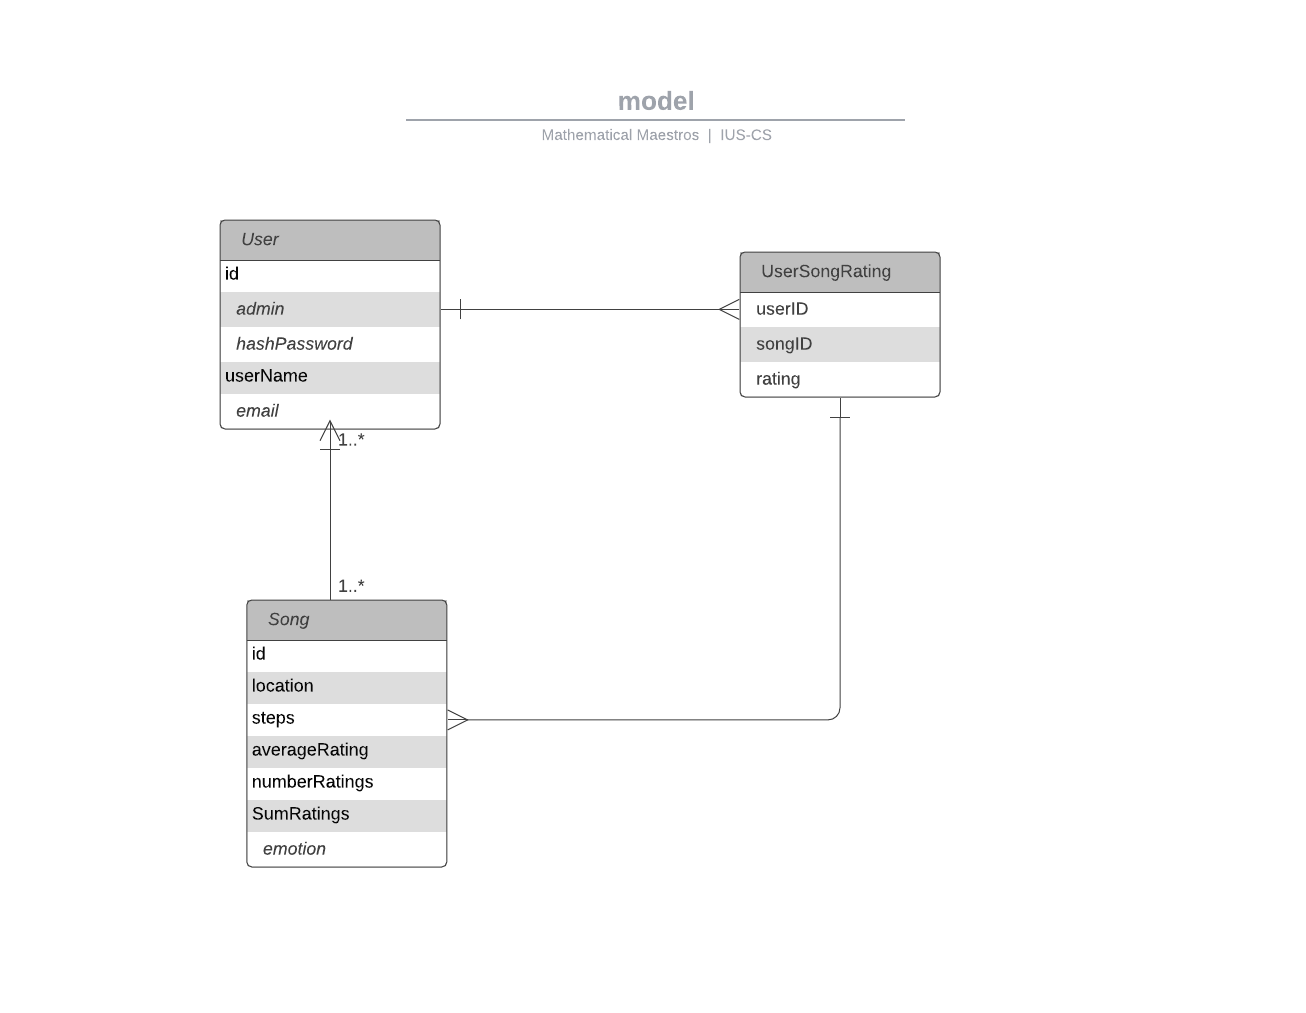 model
Mathematical Maestros | IUS-CS
User
id
admin
hashPassword
userName
email
1..*
UserSongRating
userID
songID
rating
1..*
Song
id
location
steps
averageRating
numberRatings
SumRatings
emotion